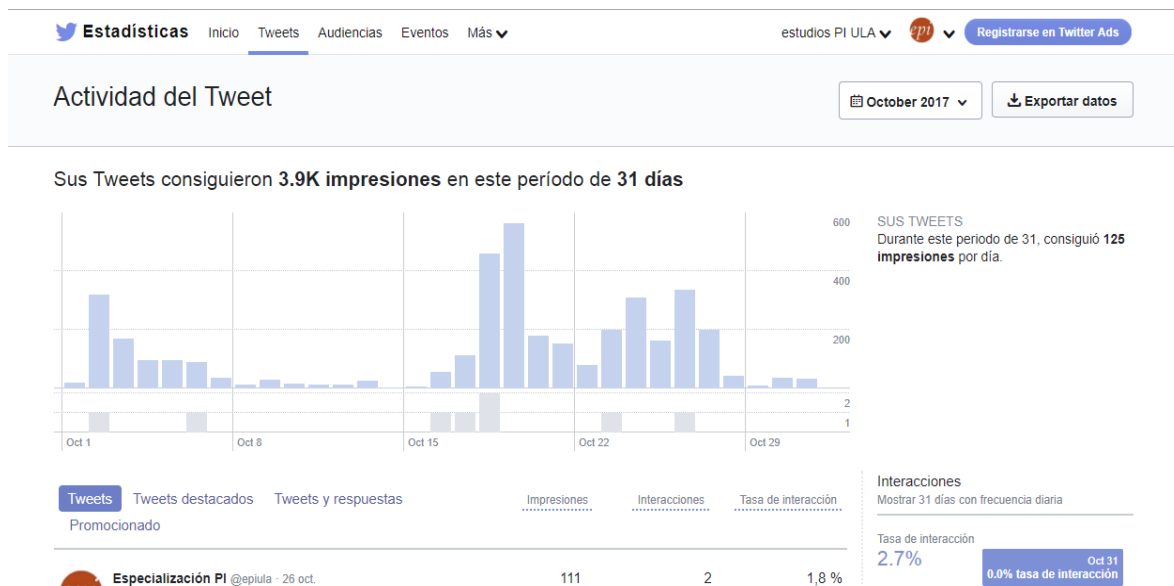 Estadísticas Inicio Tweets Audiencias Eventos Más estudios PI ULA epi Registrarse en Twitter Ads
Actividad del Tweet
October 2017 Exportar datos
Sus Tweets consiguieron 3.9K impresiones en este período de 31 días
600
400
200
2
1
Oct 1 Oct 8 Oct 15 Oct 22 Oct 29
SUS TWEETS
Durante este periodo de 31, consiguió 125
impresiones por día.
Tweets Tweets destacados Tweets y respuestas
Promocionado
Impresiones Interacciones Tasa de interacción
Especialización PI @epiula · 26 oct. 111 2 1,8 %
Interacciones
Mostrar 31 días con frecuencia diaria
Tasa de interacción
2.7%
Oct 31
0.0% tasa de interacción